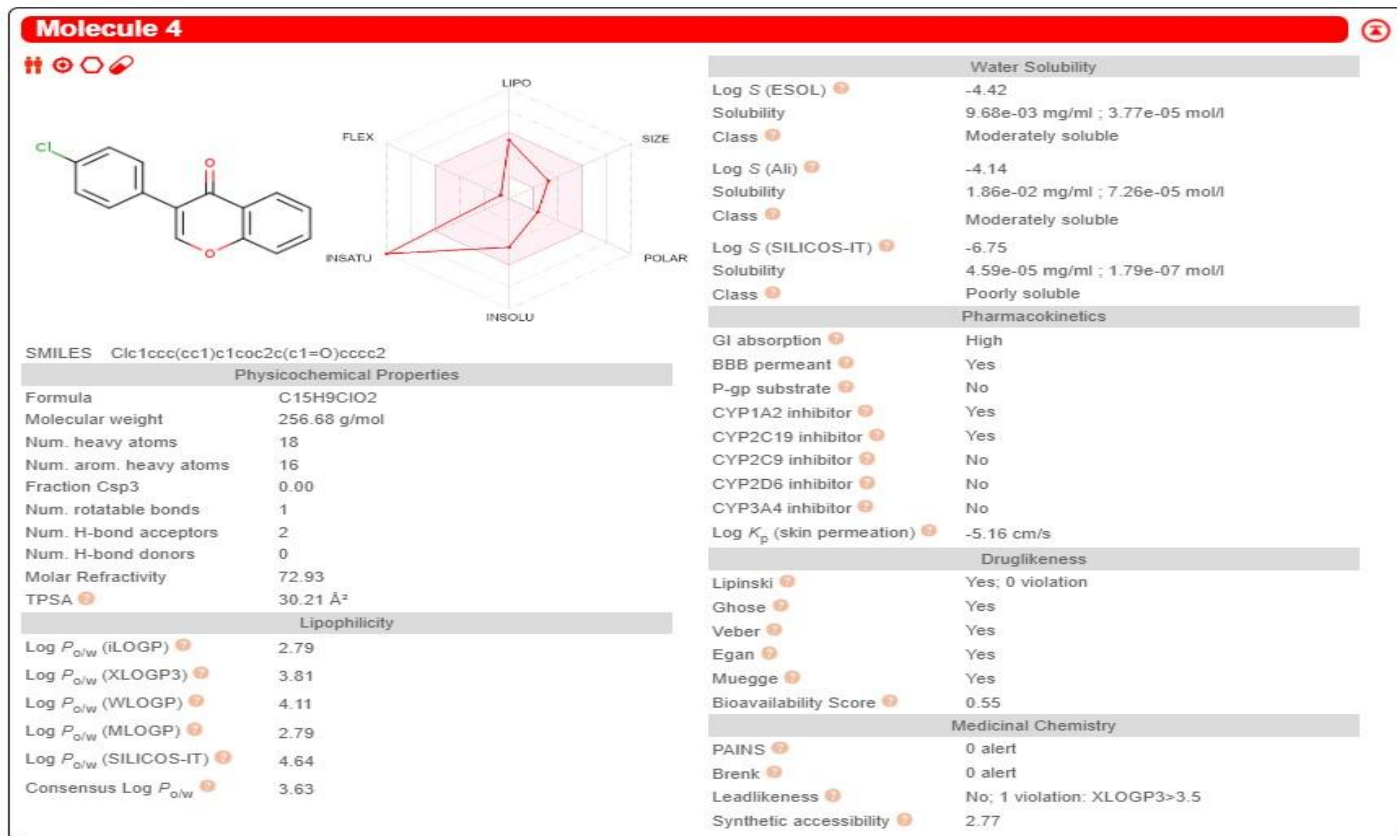 Molecule 4
LIPO
FLEX
SIZE
Cl
O
O
INSATU
POLAR
INSOLU
SMILES Clc1ccc(cc1)c1coc2c(c1=O)cccc2
Physicochemical Properties
Formula C15H9ClO2
Molecular weight 256.68 g/mol
Num. heavy atoms 18
Num. arom. heavy atoms 16
Fraction Csp3 0.00
Num. rotatable bonds 1
Num. H-bond acceptors 2
Num. H-bond donors 0
Molar Refractivity 72.93
TPSA ? 30.21 Å²
Lipophilicity
Log Po/w (iLOGP) ? 2.79
Log Po/w (XLOGP3) ? 3.81
Log Po/w (WLOGP) ? 4.11
Log Po/w (MLOGP) ? 2.79
Log Po/w (SILICOS-IT) ? 4.64
Consensus Log Po/w ? 3.63
Water Solubility
Log S (ESOL) ? -4.42
Solubility 9.68e-03 mg/ml ; 3.77e-05 mol/l
Class ? Moderately soluble
Log S (Ali) ? -4.14
Solubility 1.86e-02 mg/ml ; 7.26e-05 mol/l
Class ? Moderately soluble
Log S (SILICOS-IT) ? -6.75
Solubility 4.59e-05 mg/ml ; 1.79e-07 mol/l
Class ? Poorly soluble
Pharmacokinetics
GI absorption ? High
BBB permeant ? Yes
P-gp substrate ? No
CYP1A2 inhibitor ? Yes
CYP2C19 inhibitor ? Yes
CYP2C9 inhibitor ? No
CYP2D6 inhibitor ? No
CYP3A4 inhibitor ? No
Log Kp (skin permeation) ? -5.16 cm/s
Druglikeness
Lipinski ? Yes; 0 violation
Ghose ? Yes
Veber ? Yes
Egan ? Yes
Muegge ? Yes
Bioavailability Score ? 0.55
Medicinal Chemistry
PAINS ? 0 alert
Brenk ? 0 alert
Leadlikeness ? No; 1 violation: XLOGP3>3.5
Synthetic accessibility ? 2.77